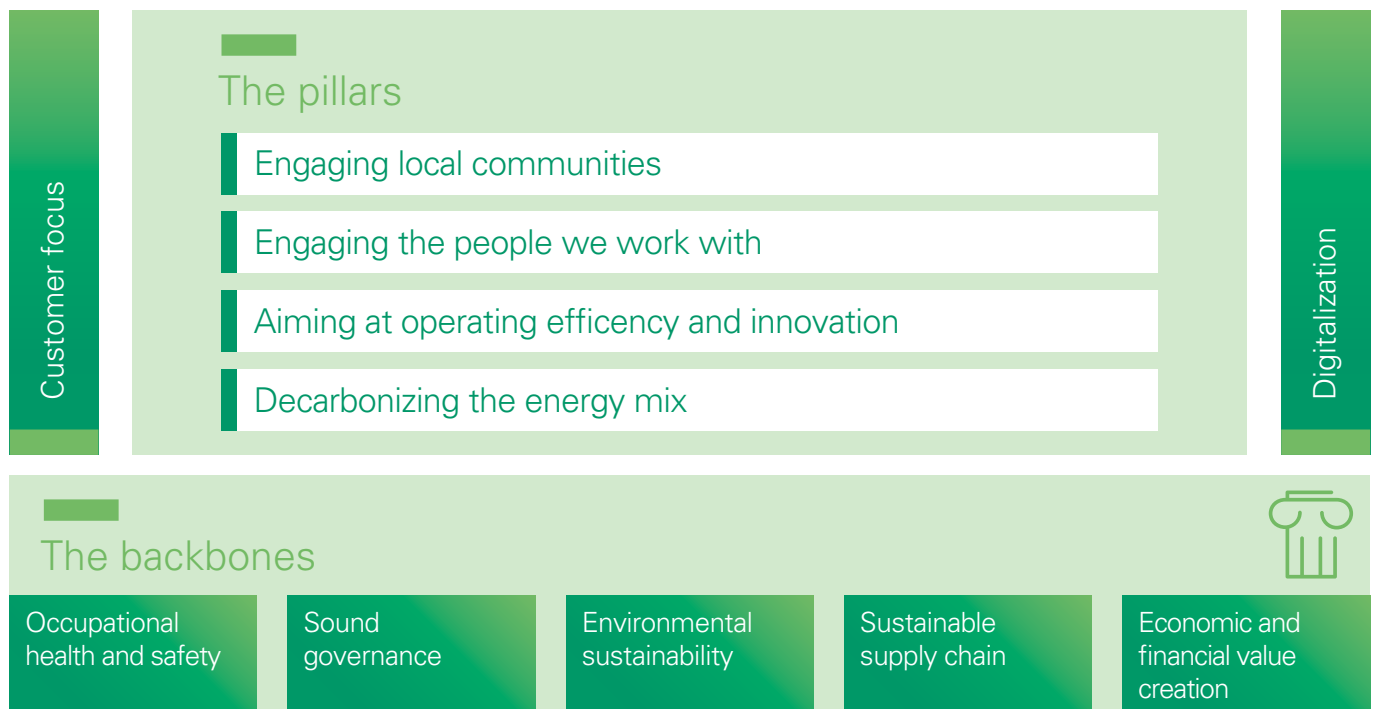 Customer focus
The pillars
Engaging local communities
Engaging the people we work with
Aiming at operating efficency and innovation
Decarbonizing the energy mix
Digitalization
The backbones
Occupational
health and safety
Sound
governance
Environmental
sustainability
Sustainable
supply chain
Economic and
financial value
creation